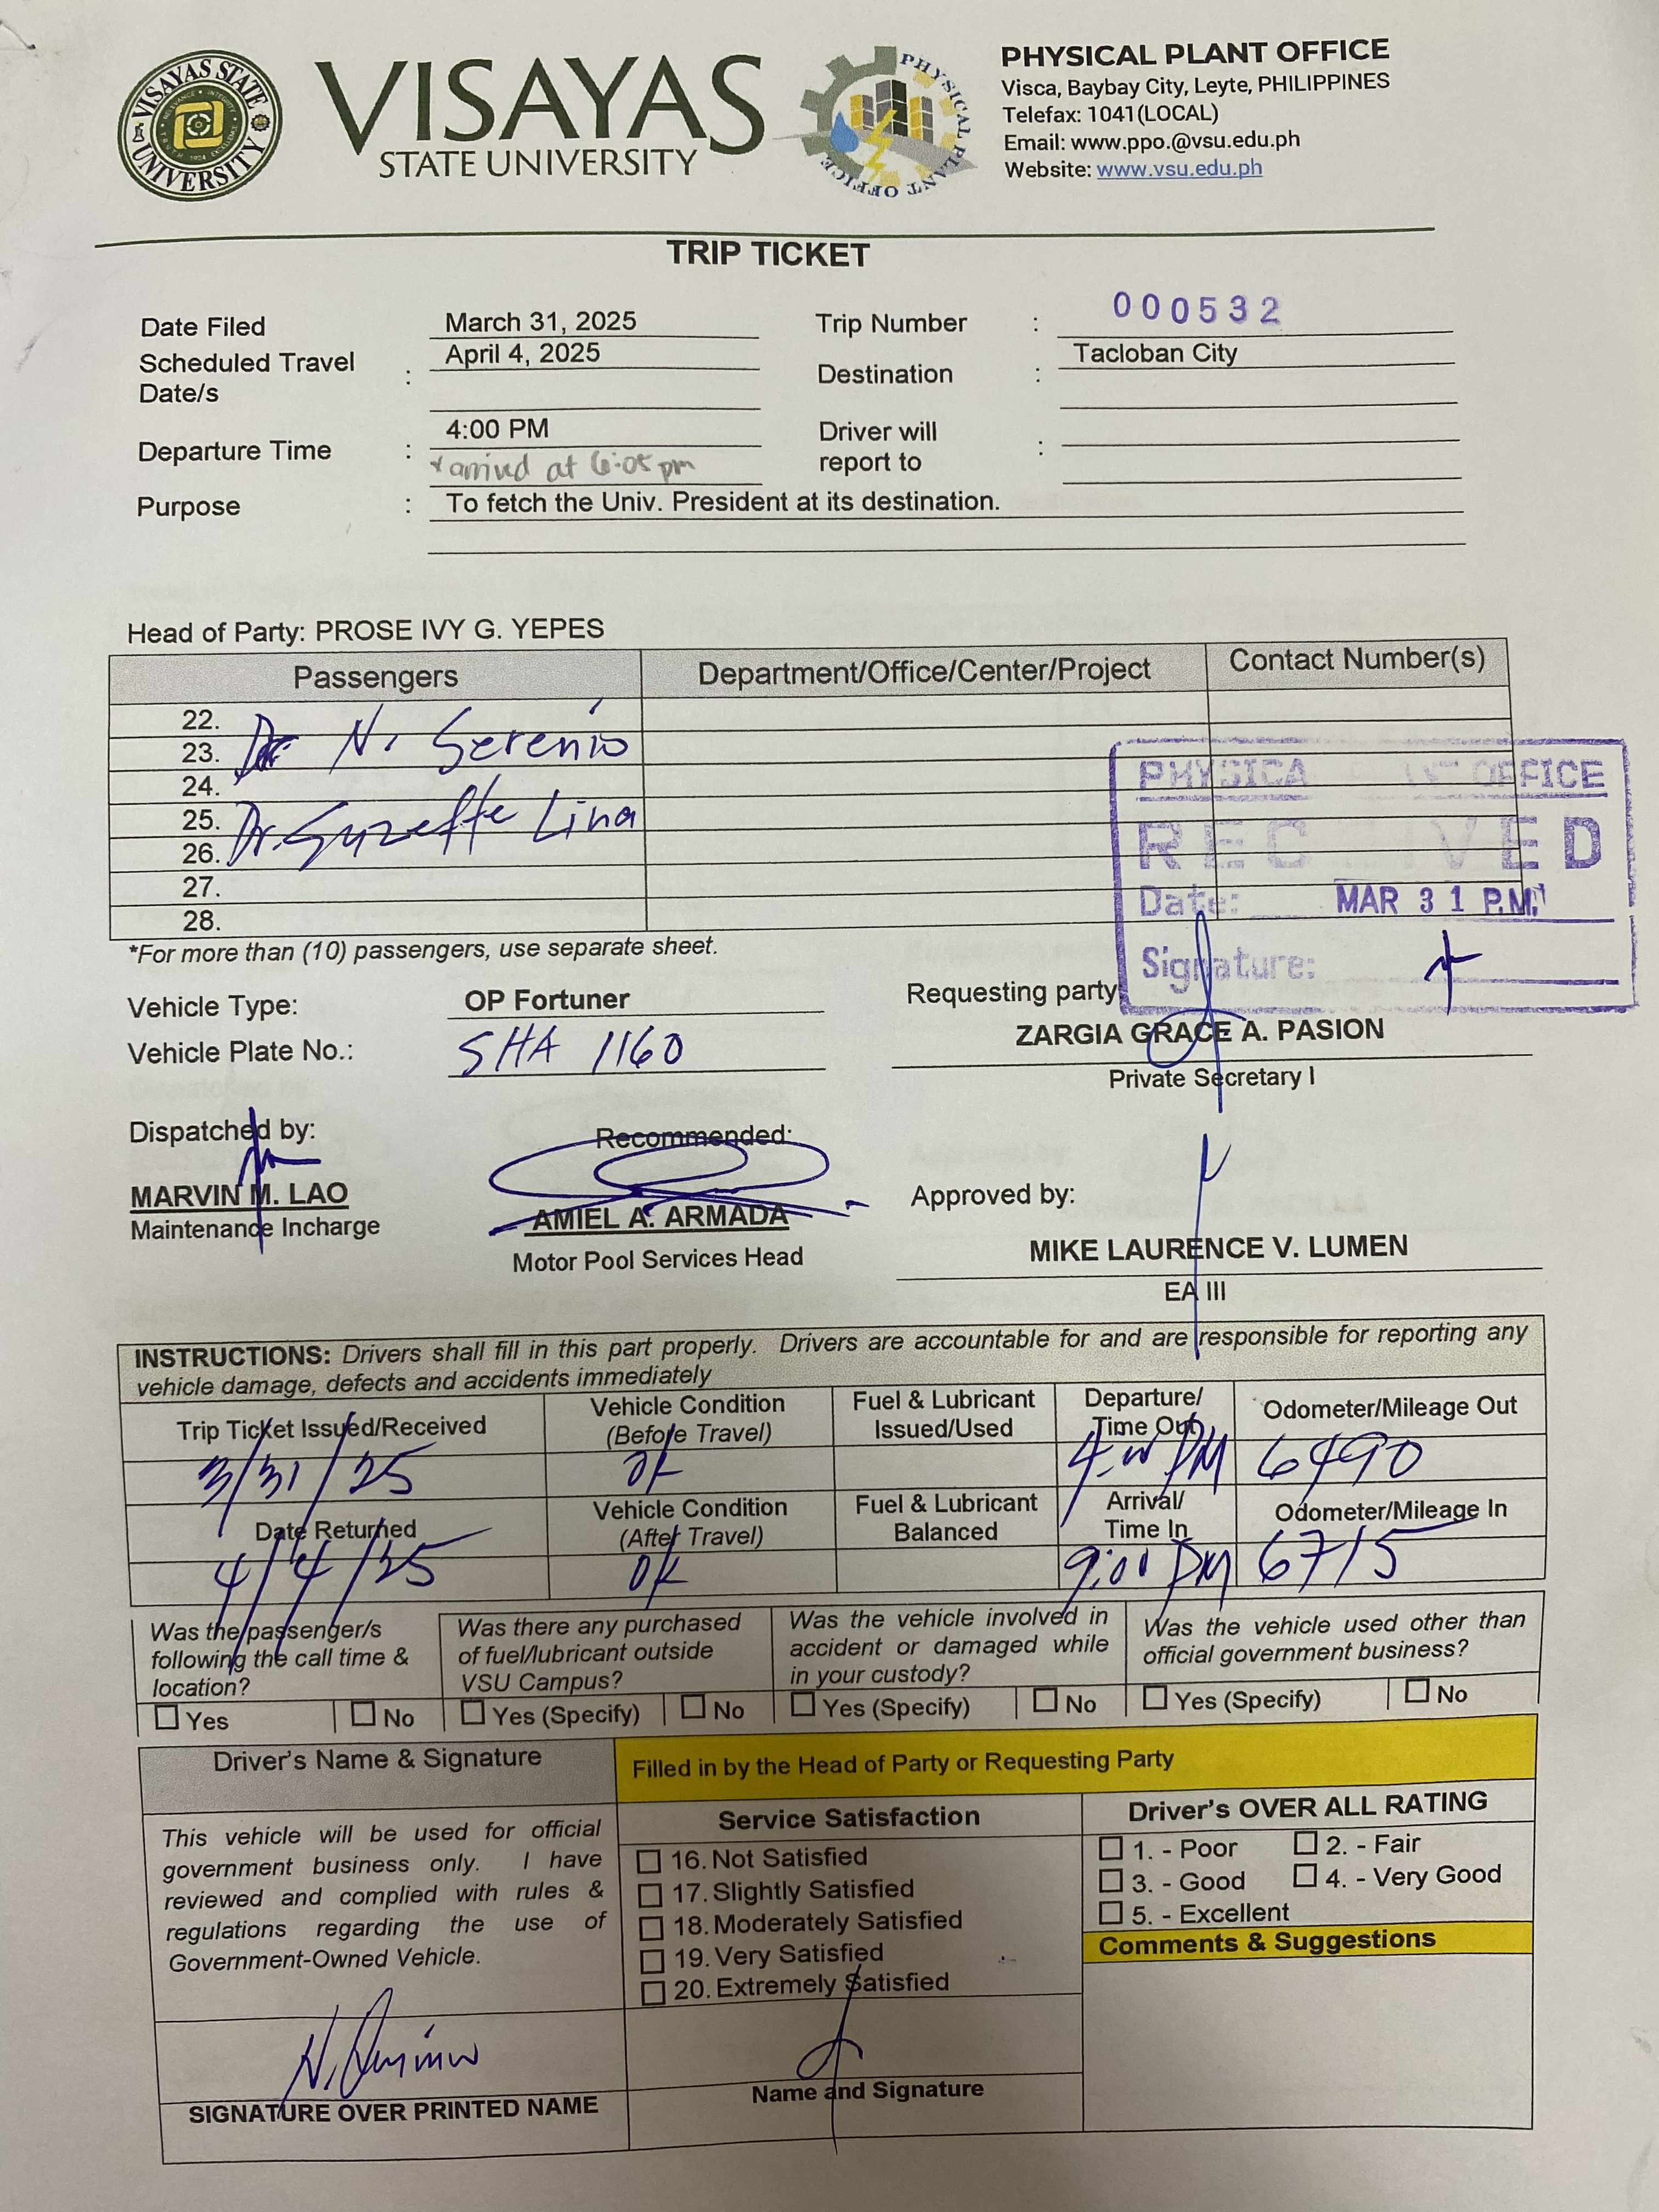 VISAYAS STATE UNIVERSITY
VISAYAS
STATE UNIVERSITY
PHYSICAL PLANT OFFICE
PHYSICAL PLANT OFFICE
Visca, Baybay City, Leyte, PHILIPPINES
Telefax: 1041(LOCAL)
Email: www.ppo.@vsu.edu.ph
Website: www.vsu.edu.ph
TRIP TICKET
Date Filed March 31, 2025 Trip Number : 000532
Scheduled Travel Date/s : April 4, 2025 Destination : Tacloban City
Departure Time : 4:00 PM Driver will report to :
*arrived at 6:05 pm
Purpose : To fetch the Univ. President at its destination.
Head of Party: PROSE IVY G. YEPES
Passengers Department/Office/Center/Project Contact Number(s)
22.
23. Dr. N. Serenio
24.
25. Dr. Suzette Lina
26.
27.
28.
PHYSICA OFFICE
REC IVED
Date: MAR 31 P.M.
Signature:
*For more than (10) passengers, use separate sheet.
Vehicle Type: OP Fortuner Requesting party
Vehicle Plate No.: SHA 1160 ZARGIA GRACE A. PASION
Private Secretary I
Dispatched by: Recommended:
MARVIN M. LAO AMIEL A. ARMADA Approved by:
Maintenance Incharge Motor Pool Services Head
MIKE LAURENCE V. LUMEN
EA III
INSTRUCTIONS: Drivers shall fill in this part properly. Drivers are accountable for and are responsible for reporting any
vehicle damage, defects and accidents immediately
Trip Ticket Issued/Received Vehicle Condition (Before Travel) Fuel & Lubricant Issued/Used Departure/ Time Out Odometer/Mileage Out
3/31/25 OK 4:00 PM 6490
Date Returned Vehicle Condition (After Travel) Fuel & Lubricant Balanced Arrival/ Time In Odometer/Mileage In
4/4/25 OK 9:00 PM 6715
Was the passenger/s following the call time & location? Was there any purchased of fuel/lubricant outside VSU Campus? Was the vehicle involved in accident or damaged while in your custody? Was the vehicle used other than official government business?
Yes No Yes (Specify) No Yes (Specify) No Yes (Specify) No
Driver's Name & Signature Filled in by the Head of Party or Requesting Party
This vehicle will be used for official
government business only. I have
reviewed and complied with rules &
regulations regarding the use of
Government-Owned Vehicle.
Service Satisfaction
16. Not Satisfied
17. Slightly Satisfied
18. Moderately Satisfied
19. Very Satisfied
20. Extremely Satisfied
Driver's OVER ALL RATING
1. - Poor 2. - Fair
3. - Good 4. - Very Good
5. - Excellent
Comments & Suggestions
SIGNATURE OVER PRINTED NAME
Name and Signature